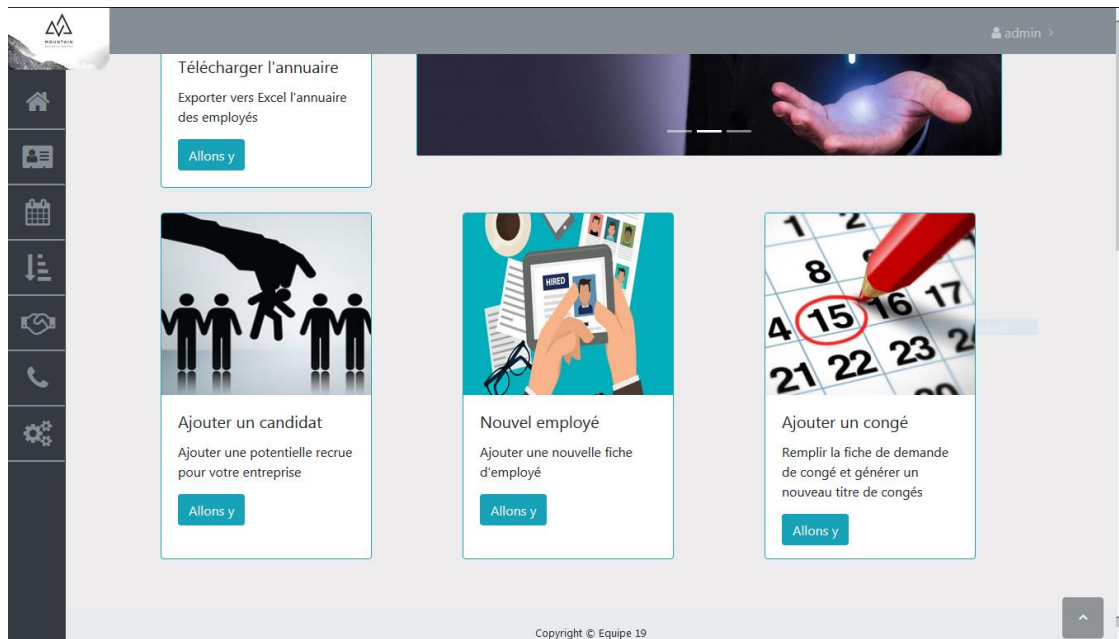 MOUNTAIN
admin
Télécharger l'annuaire
Exporter vers Excel l'annuaire
des employés
Allons y
HIRED
1 2
8
4 15 16 17
21 22 23 2
Ajouter un candidat
Ajouter une potentielle recrue
pour votre entreprise
Allons y
Nouvel employé
Ajouter une nouvelle fiche
d'employé
Allons y
Ajouter un congé
Remplir la fiche de demande
de congé et générer un
nouveau titre de congés
Allons y
Copyright © Equipe 19